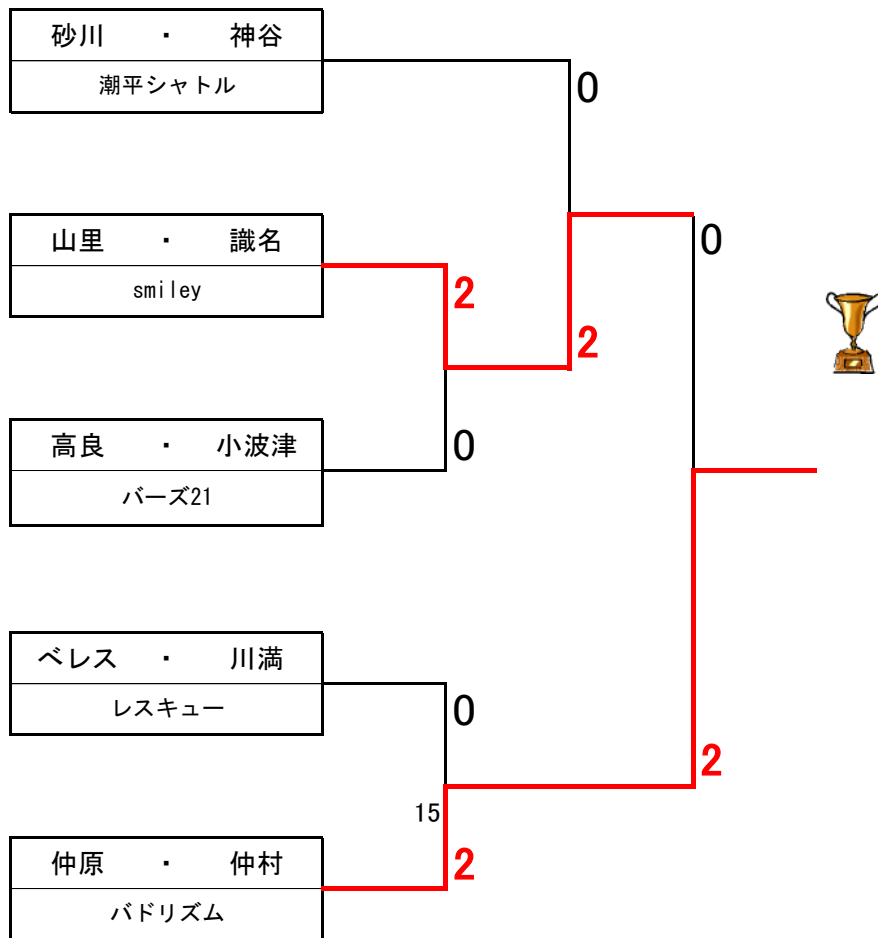 砂川 ・ 神谷
潮平シャトル
0
山里 ・ 識名
smiley
2
2
0
高良 ・ 小波津
バーズ21
0
ベレス ・ 川満
レスキュー
0
2
15
仲原 ・ 仲村
バドリズム
2